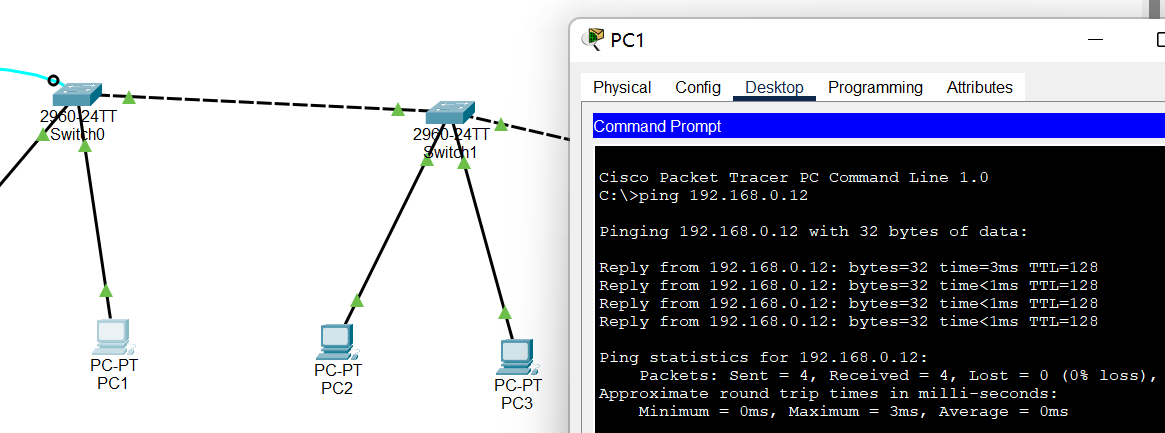 2960-24TT
Switch0
2960-24TT
Switch1
PC-PT
PC1
PC-PT
PC2
PC-PT
PC3
PC1
Physical Config Desktop Programming Attributes
Command Prompt
Cisco Packet Tracer PC Command Line 1.0
C:\>ping 192.168.0.12
Pinging 192.168.0.12 with 32 bytes of data:
Reply from 192.168.0.12: bytes=32 time=3ms TTL=128
Reply from 192.168.0.12: bytes=32 time<1ms TTL=128
Reply from 192.168.0.12: bytes=32 time<1ms TTL=128
Reply from 192.168.0.12: bytes=32 time<1ms TTL=128
Ping statistics for 192.168.0.12:
Packets: Sent = 4, Received = 4, Lost = 0 (0% loss),
Approximate round trip times in milli-seconds:
Minimum = 0ms, Maximum = 3ms, Average = 0ms